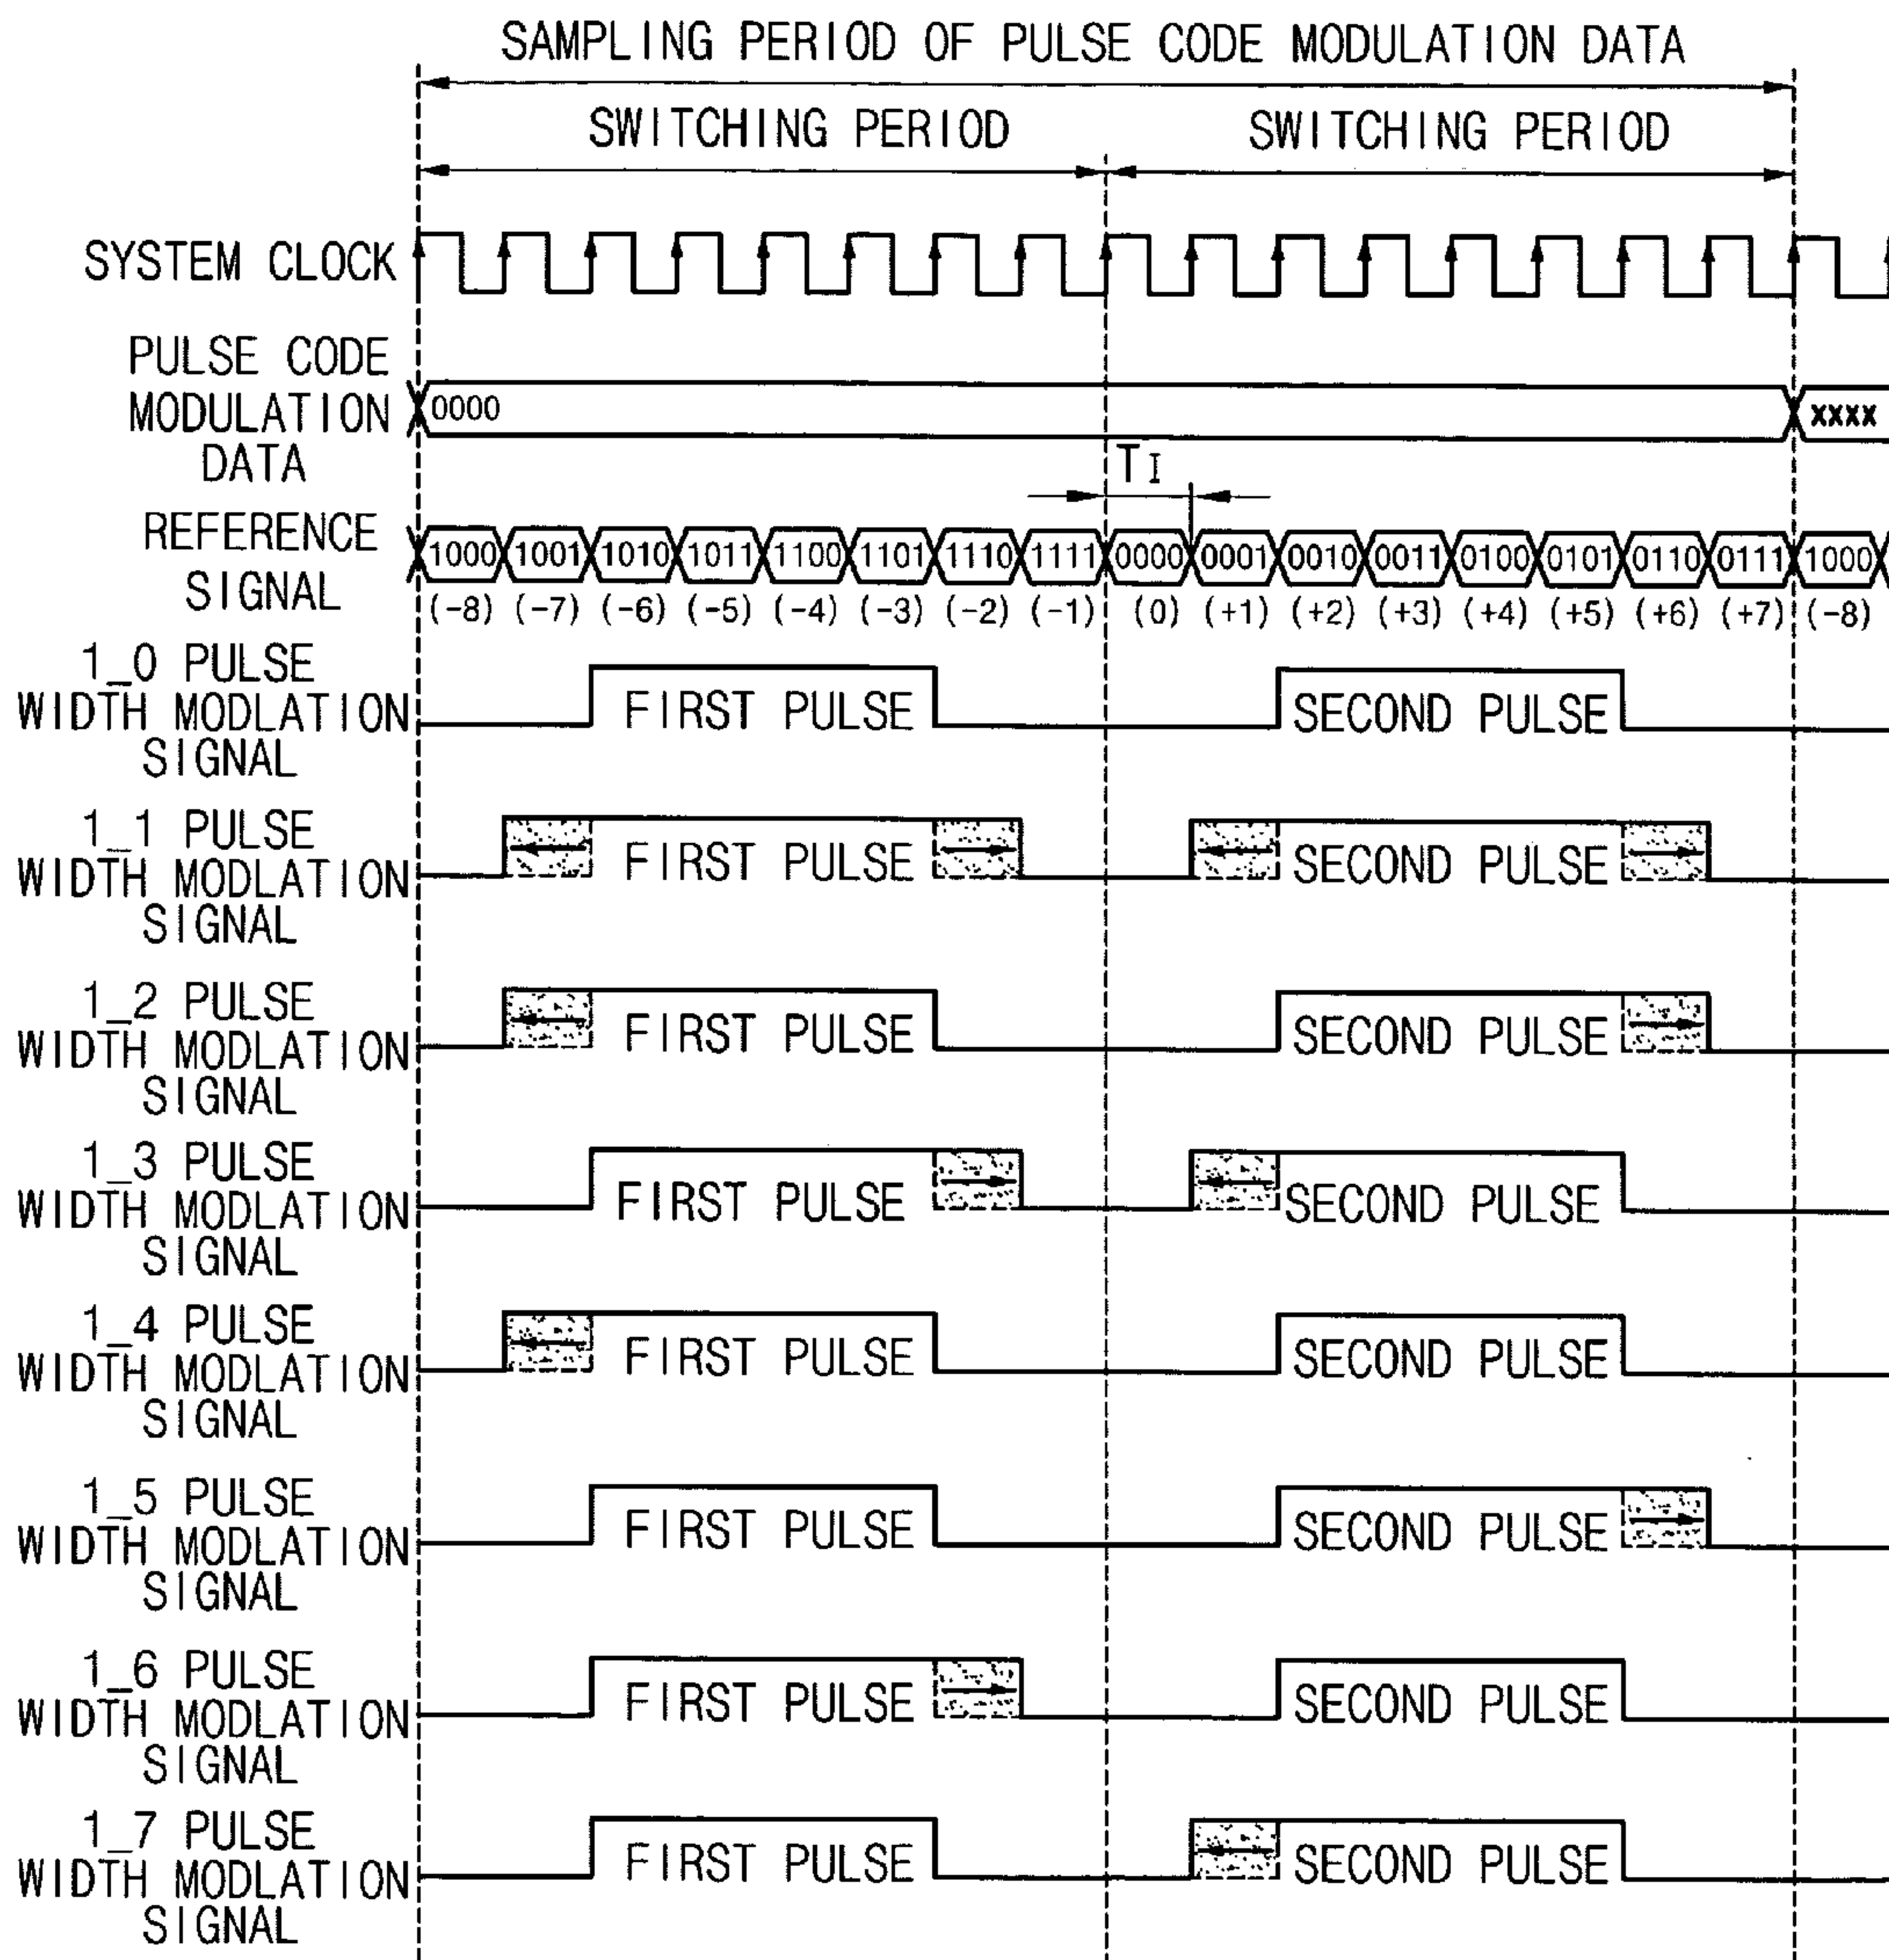 SAMPLING PERIOD OF PULSE CODE MODULATION DATA
SWITCHING PERIOD SWITCHING PERIOD
SYSTEM CLOCK
PULSE CODE
MODULATION 0000 XXXX
DATA TI
REFERENCE
SIGNAL
1000 1001 1010 1011 1100 1101 1110 1111 0000 0001 0010 0011 0100 0101 0110 0111 1000
(-8) (-7) (-6) (-5) (-4) (-3) (-2) (-1) (0) (+1) (+2) (+3) (+4) (+5) (+6) (+7) (-8)
1_0 PULSE
WIDTH MODLATION FIRST PULSE SECOND PULSE
SIGNAL
1_1 PULSE
WIDTH MODLATION FIRST PULSE SECOND PULSE
SIGNAL
1_2 PULSE
WIDTH MODLATION FIRST PULSE SECOND PULSE
SIGNAL
1_3 PULSE
WIDTH MODLATION FIRST PULSE SECOND PULSE
SIGNAL
1_4 PULSE
WIDTH MODLATION FIRST PULSE SECOND PULSE
SIGNAL
1_5 PULSE
WIDTH MODLATION FIRST PULSE SECOND PULSE
SIGNAL
1_6 PULSE
WIDTH MODLATION FIRST PULSE SECOND PULSE
SIGNAL
1_7 PULSE
WIDTH MODLATION FIRST PULSE SECOND PULSE
SIGNAL